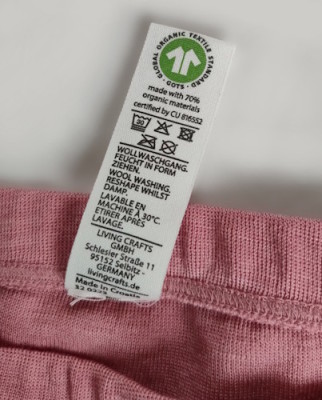 GLOBAL ORGANIC TEXTILE STANDARD
· GOTS ·
made with 70%
organic materials
certified by CU 816552
WOLLWASCHGANG.
FEUCHT IN FORM
ZIEHEN.
WOOL WASHING.
RESHAPE WHILST
DAMP.
LAVABLE EN
MACHINE À 30°C.
ETIRER APRÈS
LAVAGE.
LIVING CRAFTS
GMBH
Schlesier Straße 11
95152 Selbitz-
GERMANY
livingcrafts.de
Made in Croatia